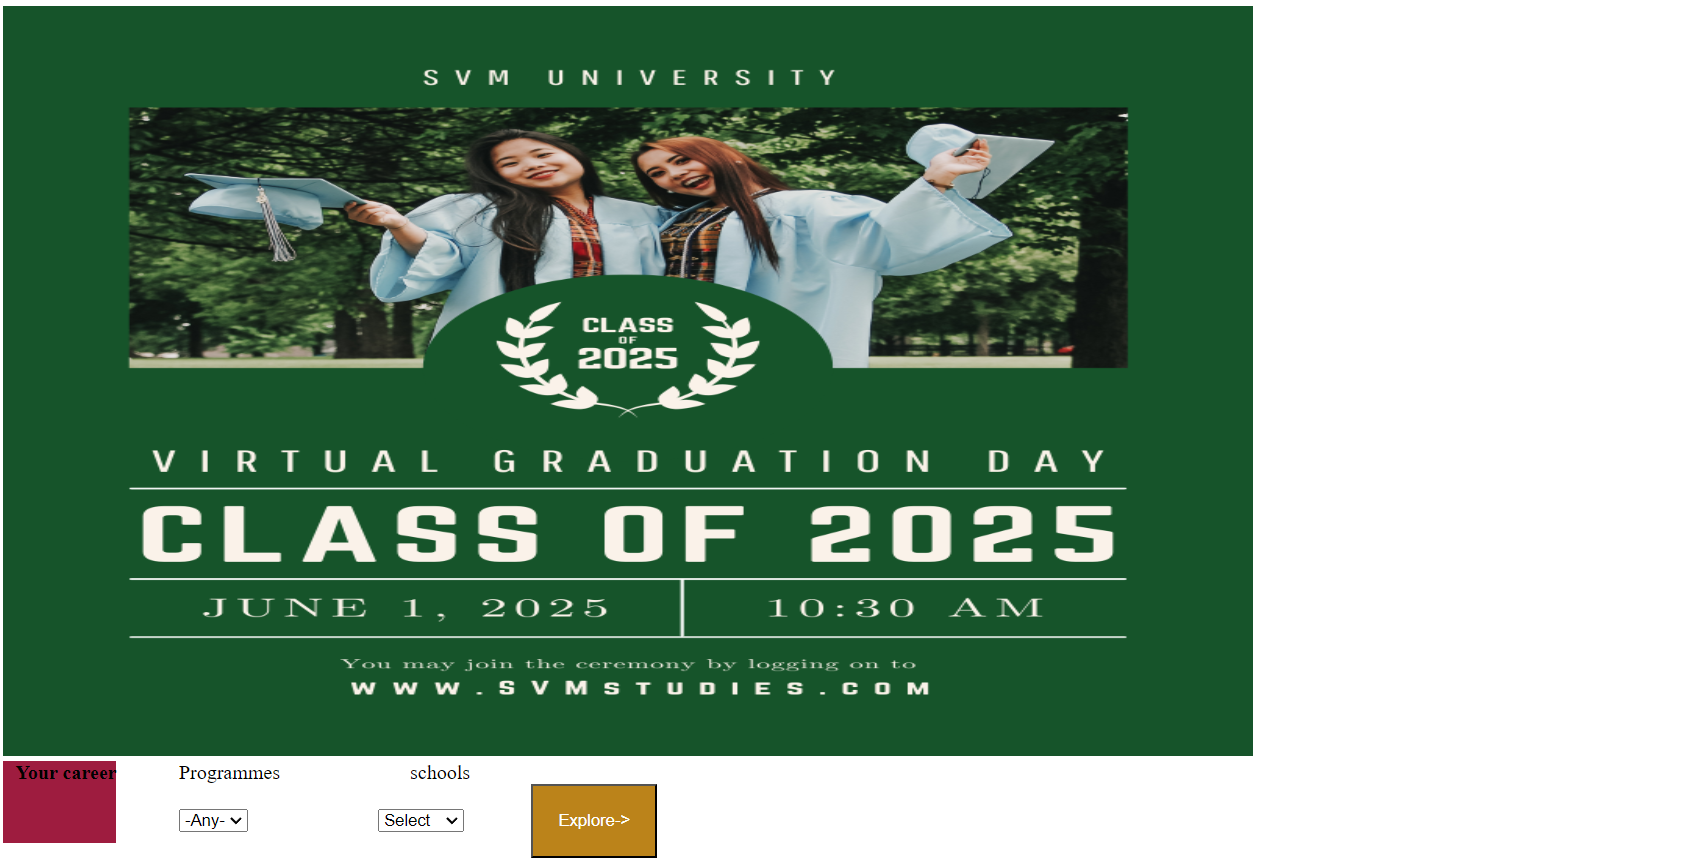 SVM UNIVERSITY
CLASS
OF
2025
VIRTUAL GRADUATION DAY
CLASS OF 2025
JUNE 1, 2025 10:30 AM
You may join the ceremony by logging on to
WWW.SVMSTUDIES.COM
Your career Programmes schools
-Any- Select Explore->